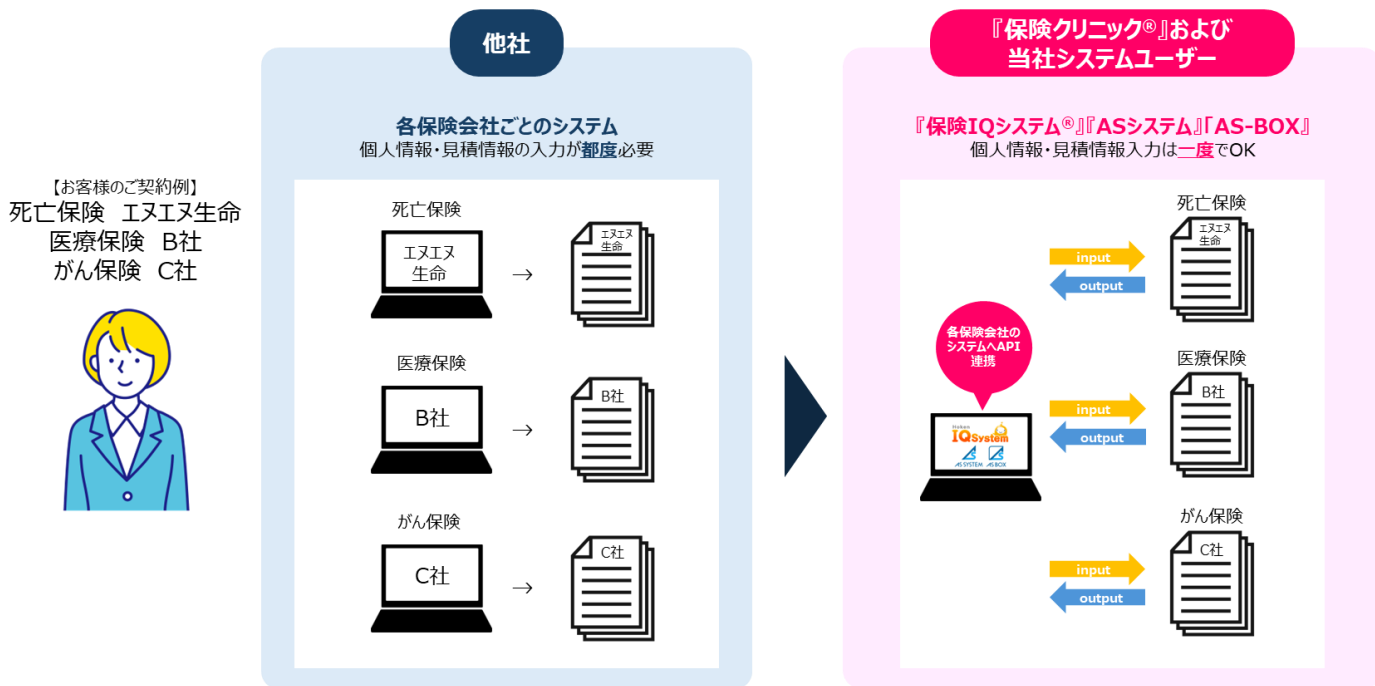 【お客様のご契約例】
死亡保険　エヌエヌ生命
医療保険　B社
がん保険　C社
他社
各保険会社ごとのシステム
個人情報・見積情報の入力が都度必要
死亡保険
エヌエヌ
生命
→
エヌエヌ
生命
医療保険
B社
→
B社
がん保険
C社
→
C社
『保険クリニック®』および
当社システムユーザー
『保険IQシステム®』『ASシステム』「AS-BOX』
個人情報・見積情報入力は一度でOK
各保険会社の
システムへAPI
連携
Hoken
IQSystem
AS SYSTEM AS BOX
死亡保険
エヌエヌ
生命
input
output
医療保険
B社
input
output
がん保険
C社
input
output